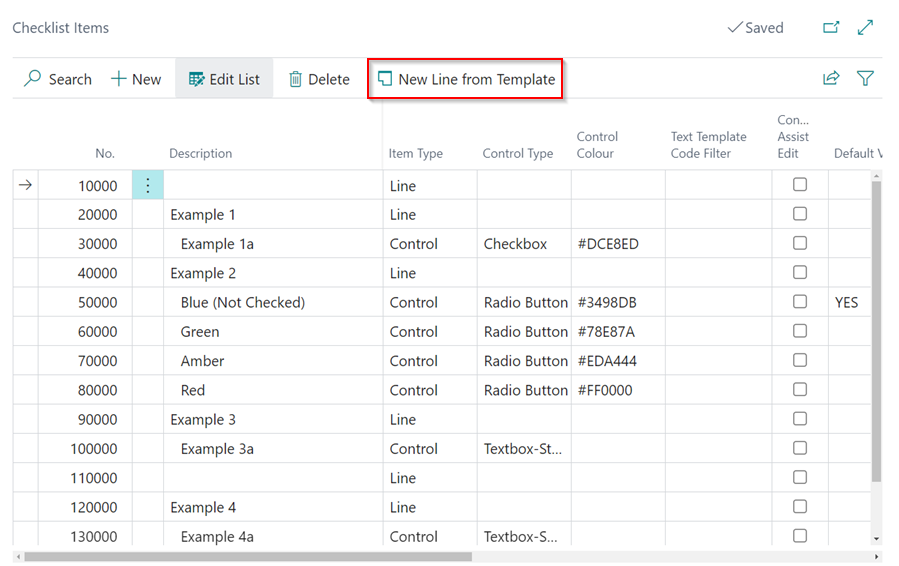 Checklist Items
Saved
Search
New
Edit List
Delete
New Line from Template
No. Description Item Type Control Type Control Colour Text Template Code Filter Con... Assist Edit Default V
10000 Line
20000 Example 1 Line
30000 Example 1a Control Checkbox #DCE8ED
40000 Example 2 Line
50000 Blue (Not Checked) Control Radio Button #3498DB YES
60000 Green Control Radio Button #78E87A
70000 Amber Control Radio Button #EDA444
80000 Red Control Radio Button #FF0000
90000 Example 3 Line
100000 Example 3a Control Textbox-St...
110000 Line
120000 Example 4 Line
130000 Example 4a Control Textbox-S...